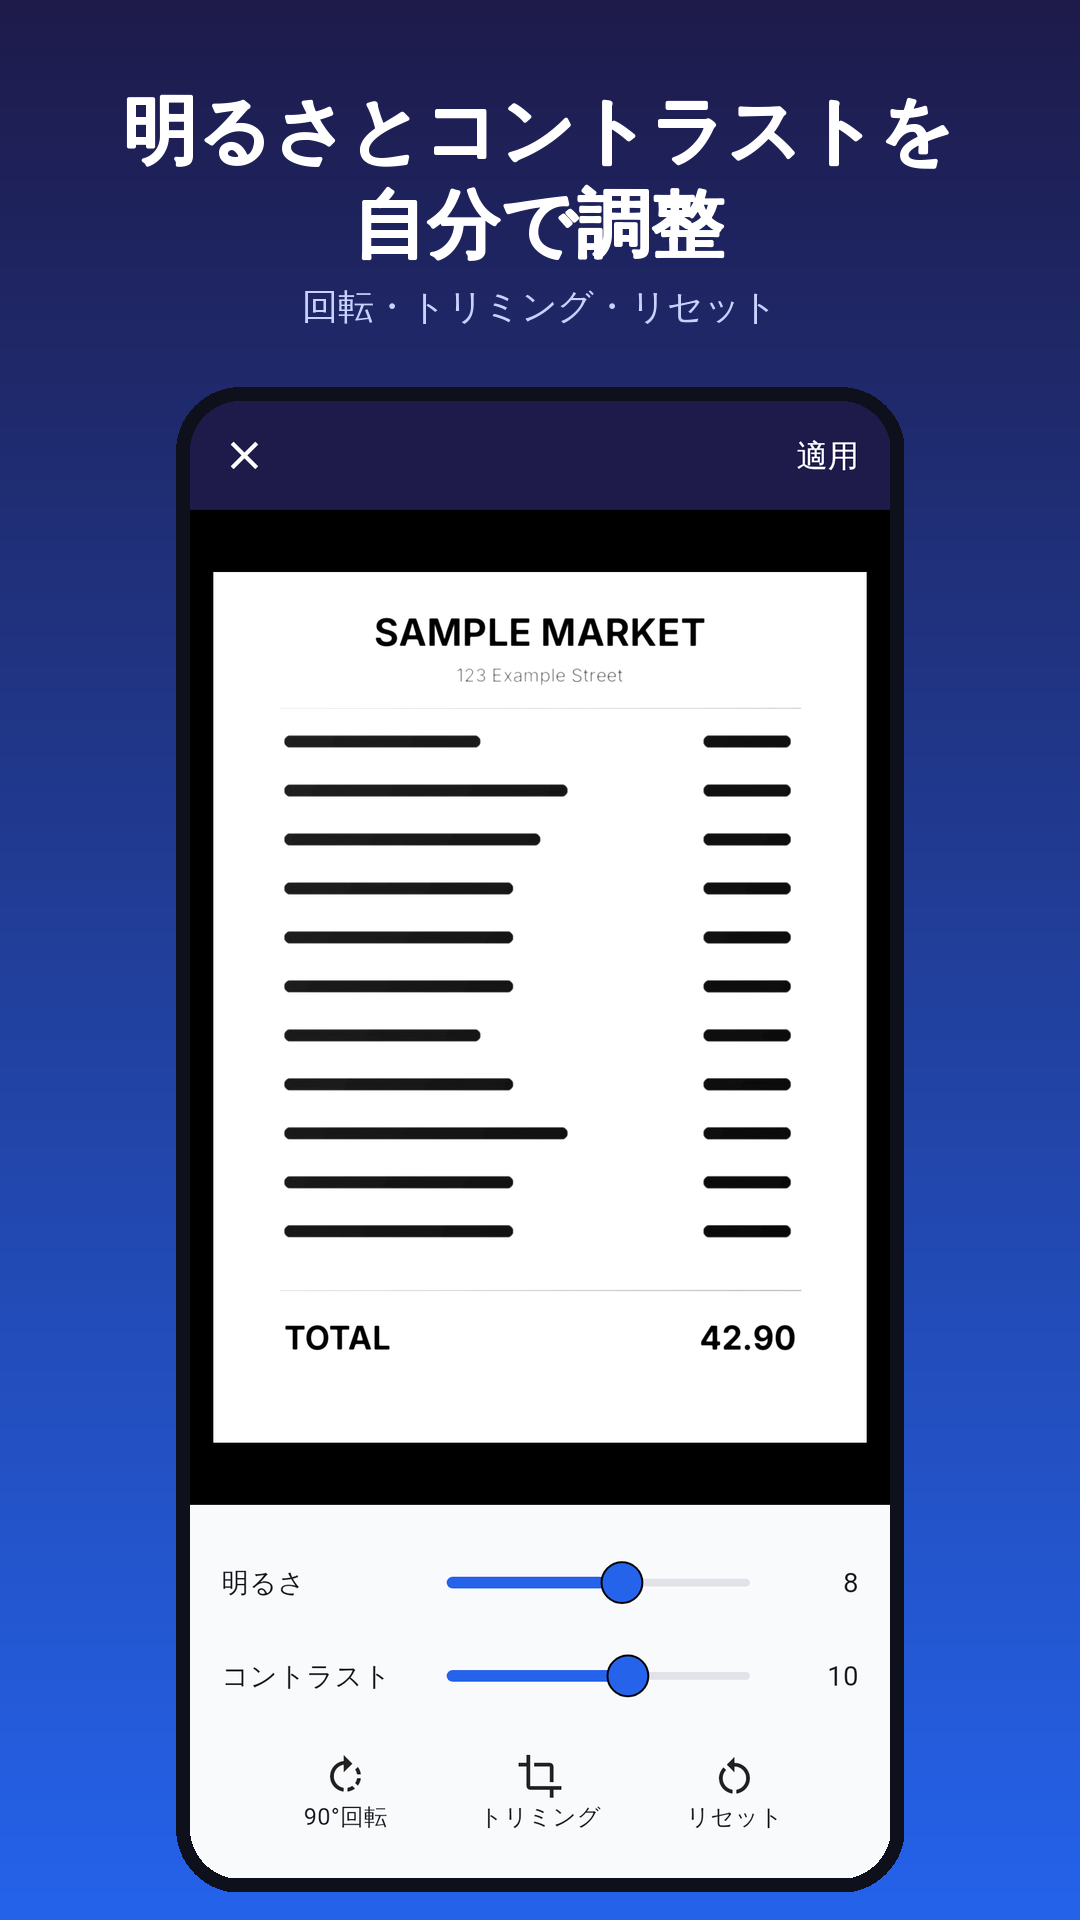 明るさとコントラストを
自分で調整
回転・トリミング・リセット
適用
SAMPLE MARKET
123 Example Street
TOTAL 42.90
明るさ 8
コントラスト 10
90°回転 トリミング リセット